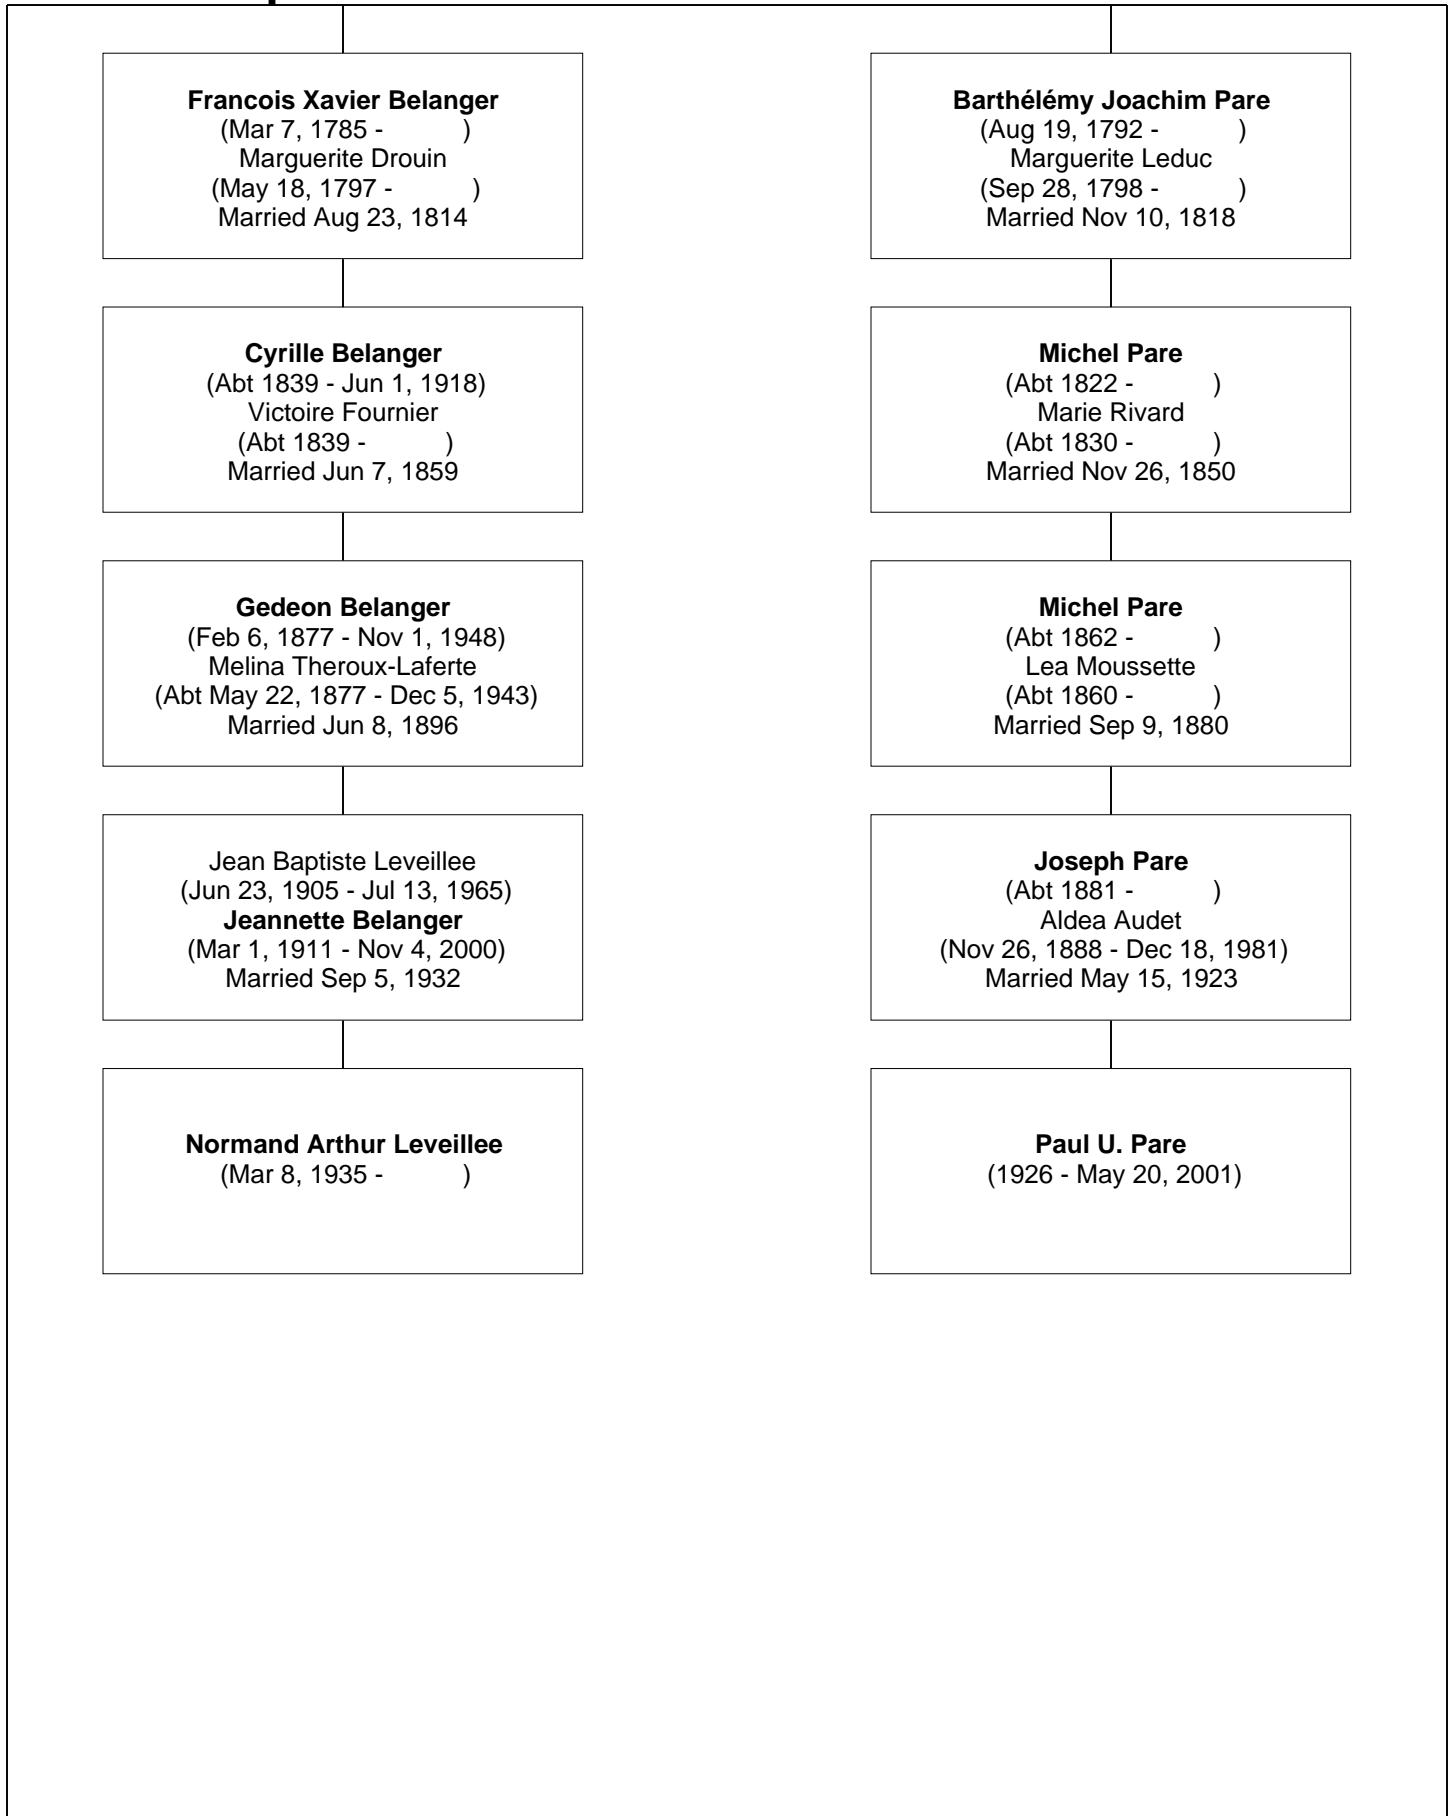 Francois Xavier Belanger
(Mar 7, 1785 - )
Marguerite Drouin
(May 18, 1797 - )
Married Aug 23, 1814
Barthélémy Joachim Pare
(Aug 19, 1792 - )
Marguerite Leduc
(Sep 28, 1798 - )
Married Nov 10, 1818
Cyrille Belanger
(Abt 1839 - Jun 1, 1918)
Victoire Fournier
(Abt 1839 - )
Married Jun 7, 1859
Michel Pare
(Abt 1822 - )
Marie Rivard
(Abt 1830 - )
Married Nov 26, 1850
Gedeon Belanger
(Feb 6, 1877 - Nov 1, 1948)
Melina Theroux-Laferte
(Abt May 22, 1877 - Dec 5, 1943)
Married Jun 8, 1896
Michel Pare
(Abt 1862 - )
Lea Moussette
(Abt 1860 - )
Married Sep 9, 1880
Jean Baptiste Leveillee
(Jun 23, 1905 - Jul 13, 1965)
Jeannette Belanger
(Mar 1, 1911 - Nov 4, 2000)
Married Sep 5, 1932
Joseph Pare
(Abt 1881 - )
Aldea Audet
(Nov 26, 1888 - Dec 18, 1981)
Married May 15, 1923
Normand Arthur Leveillee
(Mar 8, 1935 - )
Paul U. Pare
(1926 - May 20, 2001)